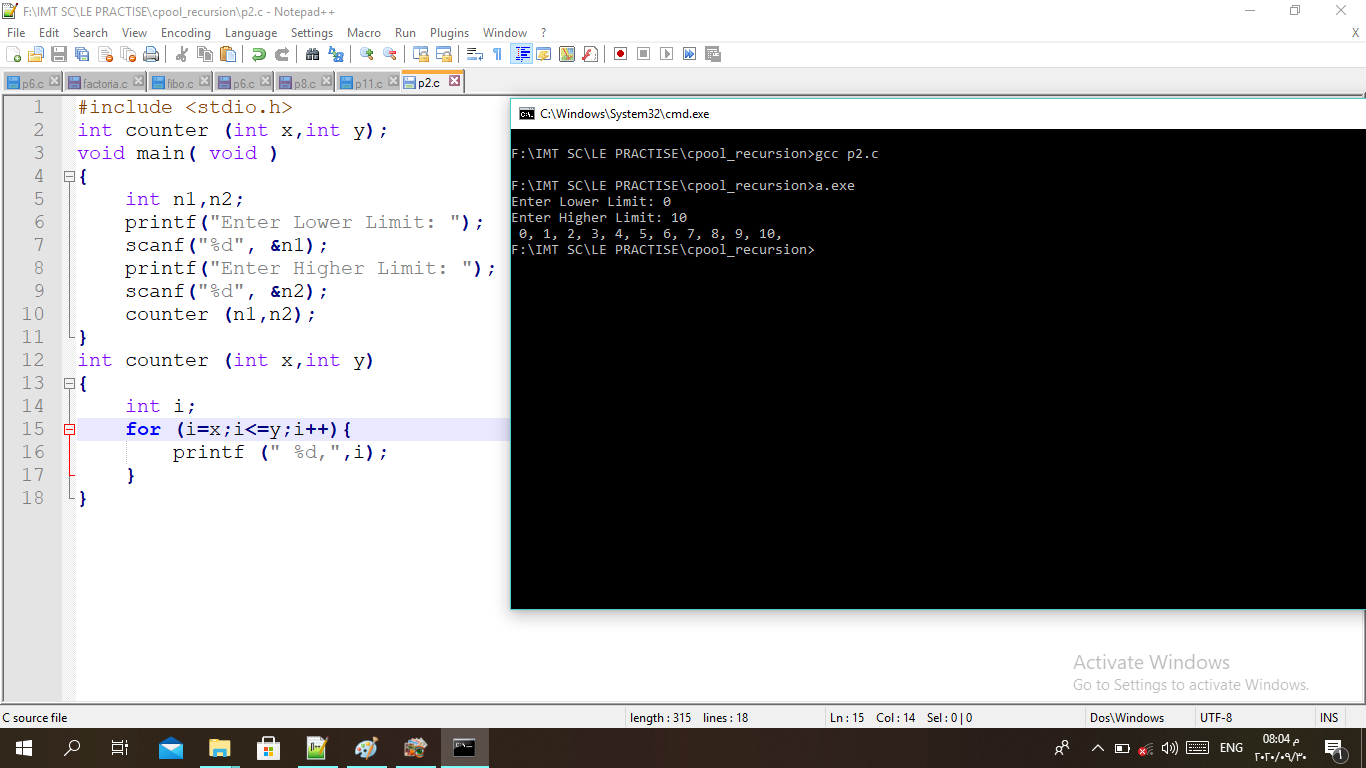 F:\IMT SC\LE PRACTISE\cpool_recursion\p2.c - Notepad++
File Edit Search View Encoding Language Settings Macro Run Plugins Window ? X
p6.c factoria.c fibo.c p6.c p8.c p11.c p2.c
1 #include <stdio.h>
2 int counter (int x,int y);
3 void main( void )
4 {
5 int n1,n2;
6 printf("Enter Lower Limit: ");
7 scanf("%d", &n1);
8 printf("Enter Higher Limit: ");
9 scanf("%d", &n2);
10 counter (n1,n2);
11 }
12 int counter (int x,int y)
13 {
14 int i;
15 for (i=x;i<=y;i++){
16 printf (" %d,",i);
17 }
18 }
C:\Windows\System32\cmd.exe
F:\IMT SC\LE PRACTISE\cpool_recursion>gcc p2.c
F:\IMT SC\LE PRACTISE\cpool_recursion>a.exe
Enter Lower Limit: 0
Enter Higher Limit: 10
0, 1, 2, 3, 4, 5, 6, 7, 8, 9, 10,
F:\IMT SC\LE PRACTISE\cpool_recursion>
Activate Windows
Go to Settings to activate Windows.
C source file length : 315 lines : 18 Ln : 15 Col : 14 Sel : 0 | 0 Dos\Windows UTF-8 INS
ENG 08:04 م
٢٠٢٠/٠٩/٣٠
1